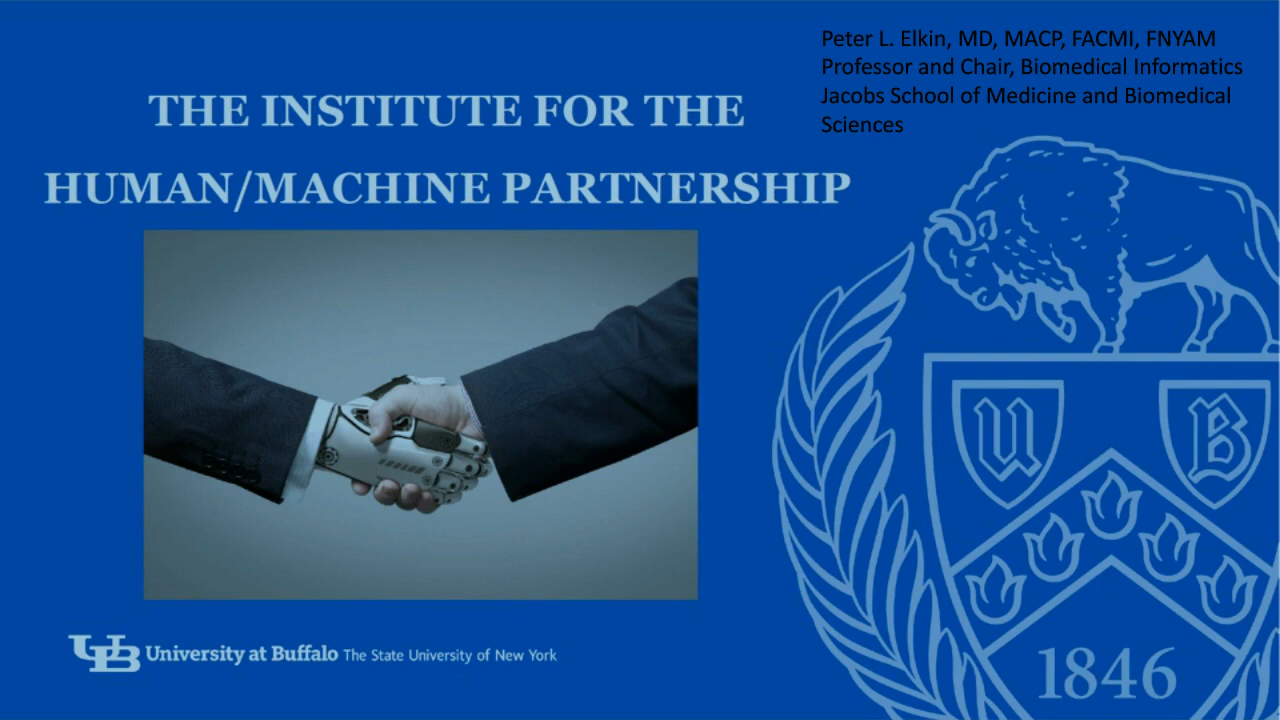 Peter L. Elkin, MD, MACP, FACMI, FNYAM
Professor and Chair, Biomedical Informatics
Jacobs School of Medicine and Biomedical
Sciences
THE INSTITUTE FOR THE
HUMAN/MACHINE PARTNERSHIP
U B
1846
UB University at Buffalo The State University of New York